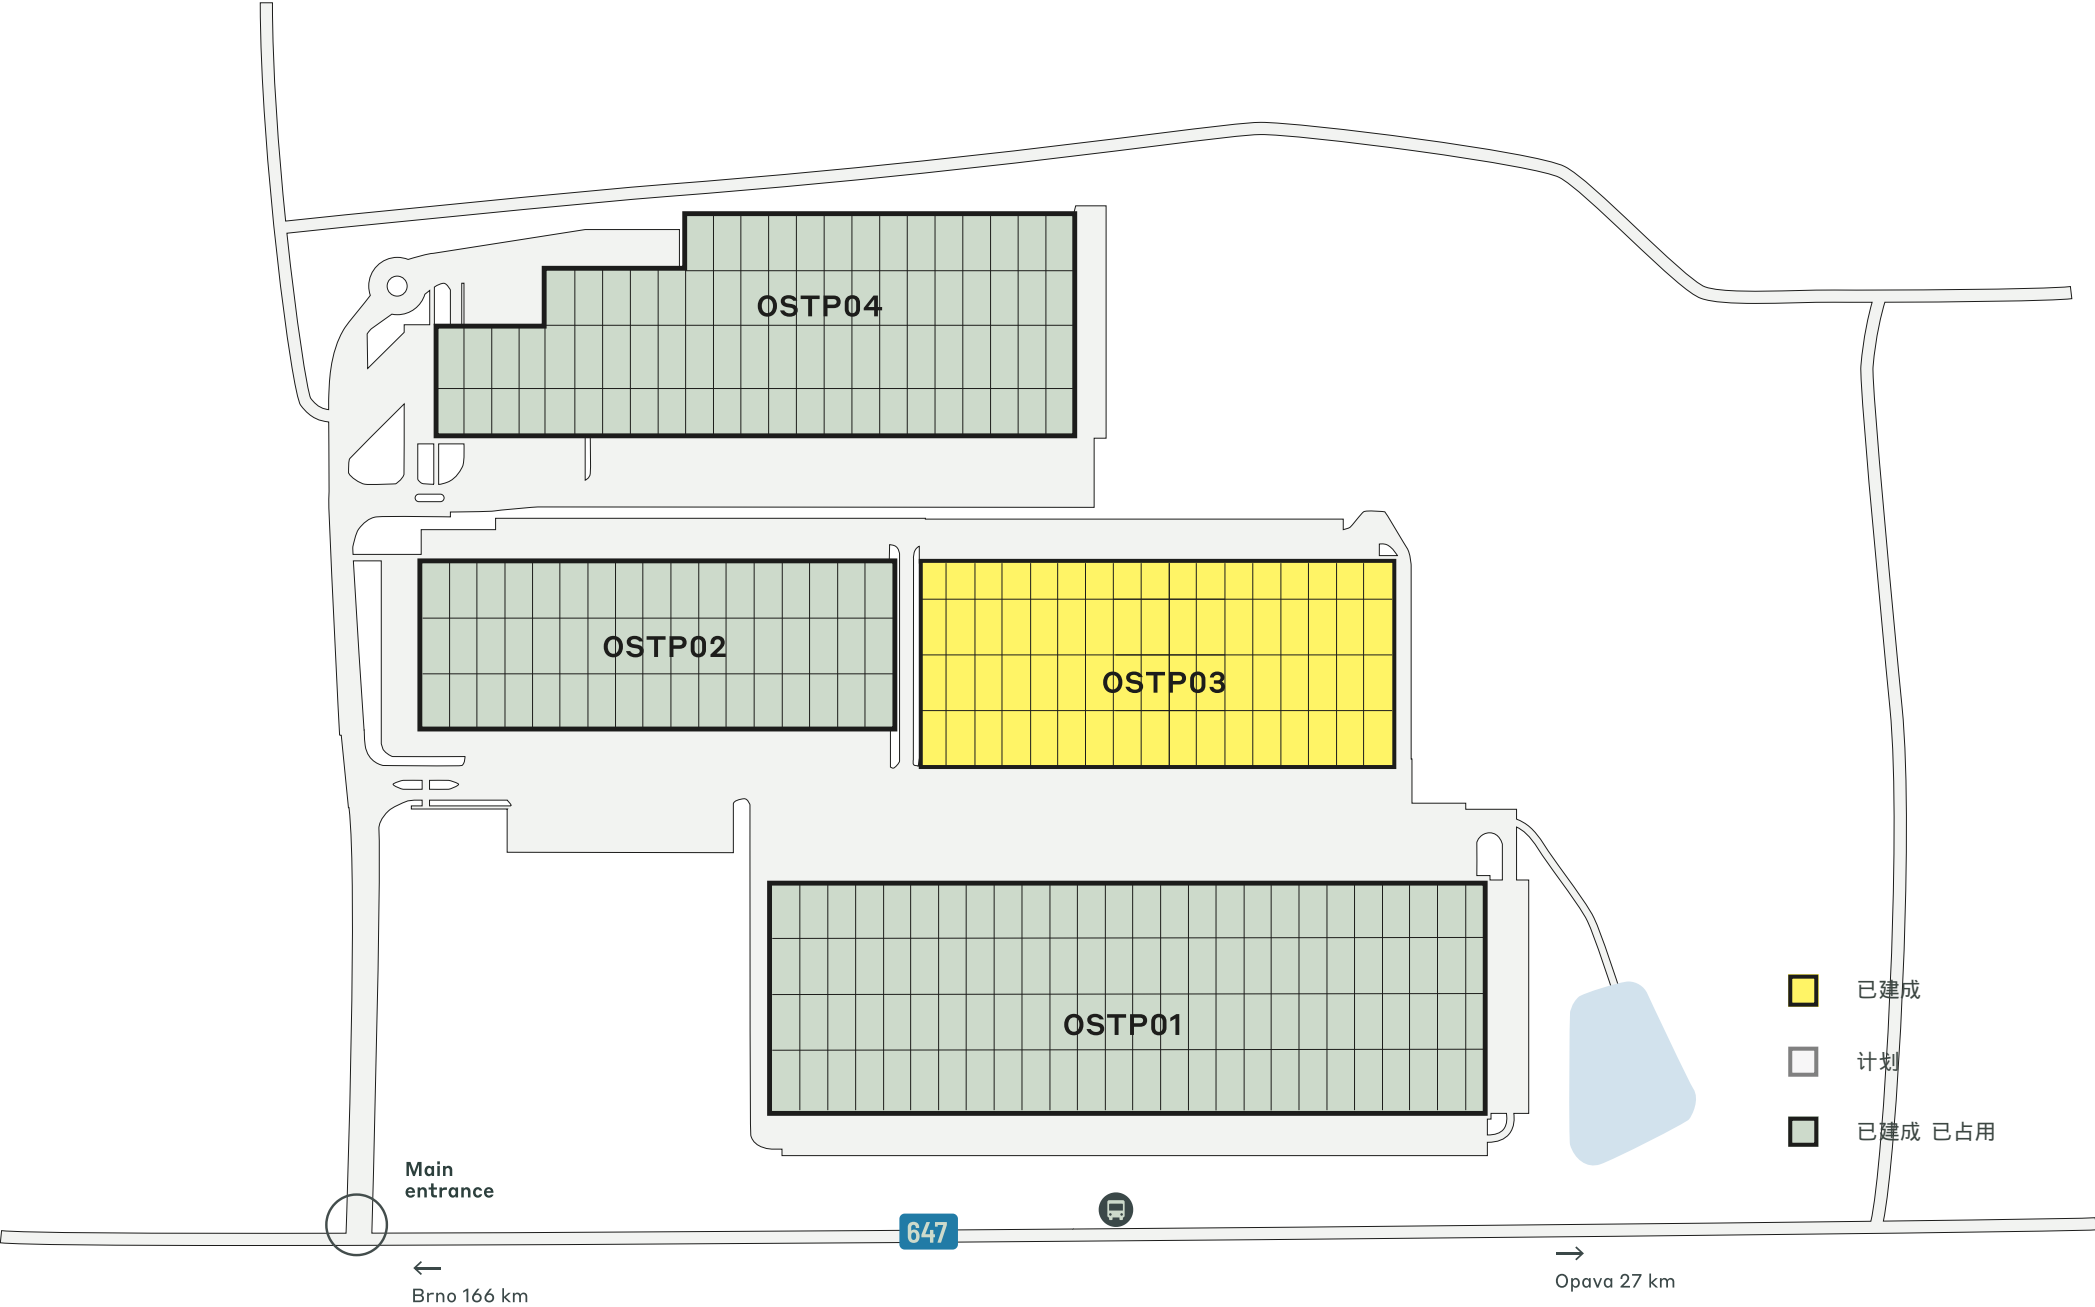 OSTP04
OSTP02
OSTP03
OSTP01
已建成
计划
已建成 已占用
Main
entrance
647
Brno 166 km
Opava 27 km